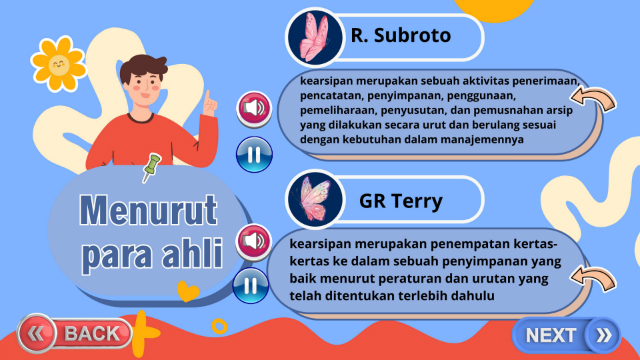 R. Subroto
kearsipan merupakan sebuah aktivitas penerimaan,
pencatatan, penyimpanan, penggunaan,
pemeliharaan, penyusutan, dan pemusnahan arsip
yang dilakukan secara urut dan berulang sesuai
dengan kebutuhan dalam manajemennya
Menurut
para ahli
GR Terry
kearsipan merupakan penempatan kertas-
kertas ke dalam sebuah penyimpanan yang
baik menurut peraturan dan urutan yang
telah ditentukan terlebih dahulu
BACK
NEXT